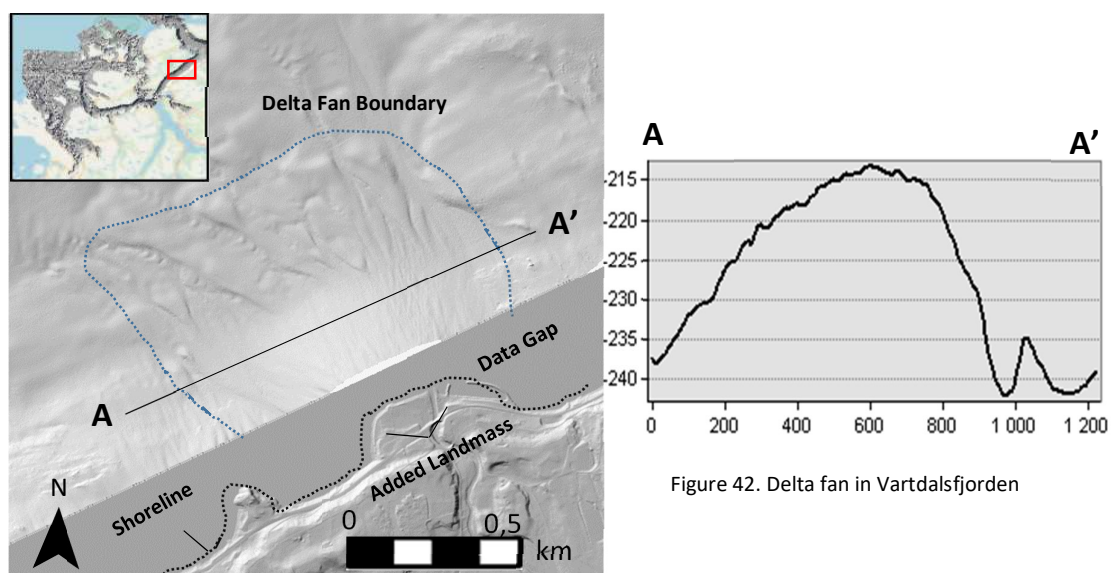 Delta Fan Boundary
A’
A
Data Gap
Added Landmass
Shoreline
N
0
0,5
km
A
A’
-215
-220
-225
-230
-235
-240
0
200
400
600
800
1 000
1 200
Figure 42. Delta fan in Vartdalsfjorden